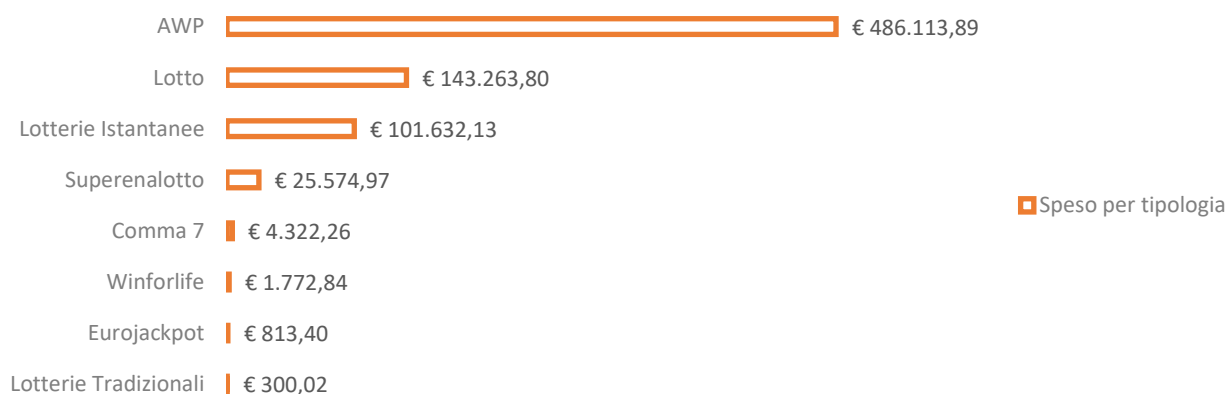 AWP € 486.113,89
Lotto € 143.263,80
Lotterie Istantanee € 101.632,13
Superenalotto € 25.574,97
Speso per tipologia
Comma 7 € 4.322,26
Winforlife € 1.772,84
Eurojackpot € 813,40
Lotterie Tradizionali € 300,02